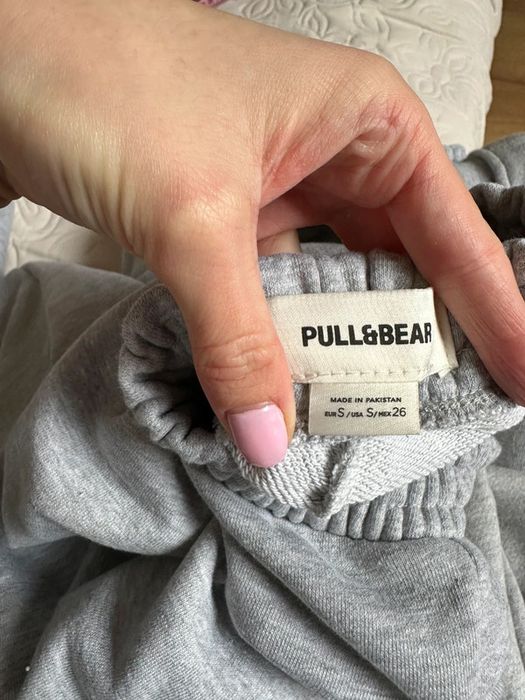 PULL&BEAR
MADE IN PAKISTAN
EUR S/USA S/MEX 26